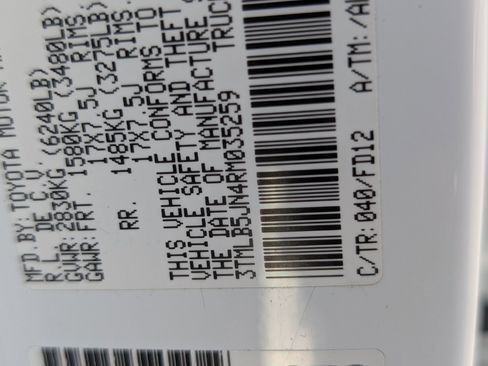 MFD.BY:TOYOTA MOTOR
R.L. DE C.V.
GVWR:2830KG (6240LB)
GAWR:FRT. 1580KG (3480LB)
17X7.5J RIMS.
RR. 1485KG (3275LB)
17X7.5J RIMS.
THIS VEHICLE CONFORMS TO
VEHICLE SAFETY AND THEFT
THE DATE OF MANUFACTURE
3TMLB5JN4RM035259 TRUC
C/TR:040/FD12 A/TM: